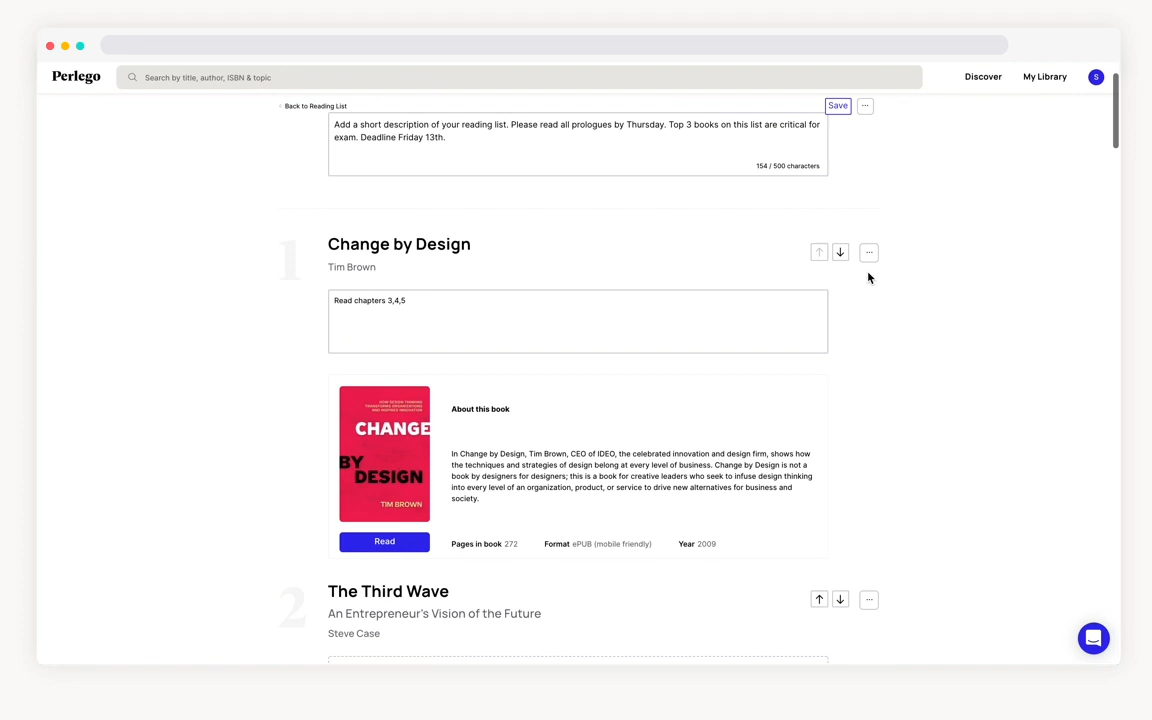 Perlego
Search by title, author, ISBN & topic
Discover
My Library
S
Back to Reading List
Save
Add a short description of your reading list. Please read all prologues by Thursday. Top 3 books on this list are critical for
exam. Deadline Friday 13th.
154 / 500 characters
1
Change by Design
Tim Brown
Read chapters 3,4,5
HOW DESIGN THINKING
TRANSFORMS ORGANIZATIONS
AND INSPIRES INNOVATION
CHANGE
BY
DESIGN
TIM BROWN
Read
About this book
In Change by Design, Tim Brown, CEO of IDEO, the celebrated innovation and design firm, shows how
the techniques and strategies of design belong at every level of business. Change by Design is not a
book by designers for designers; this is a book for creative leaders who seek to infuse design thinking
into every level of an organization, product, or service to drive new alternatives for business and
society.
Pages in book 272
Format ePUB (mobile friendly)
Year 2009
2
The Third Wave
An Entrepreneur's Vision of the Future
Steve Case